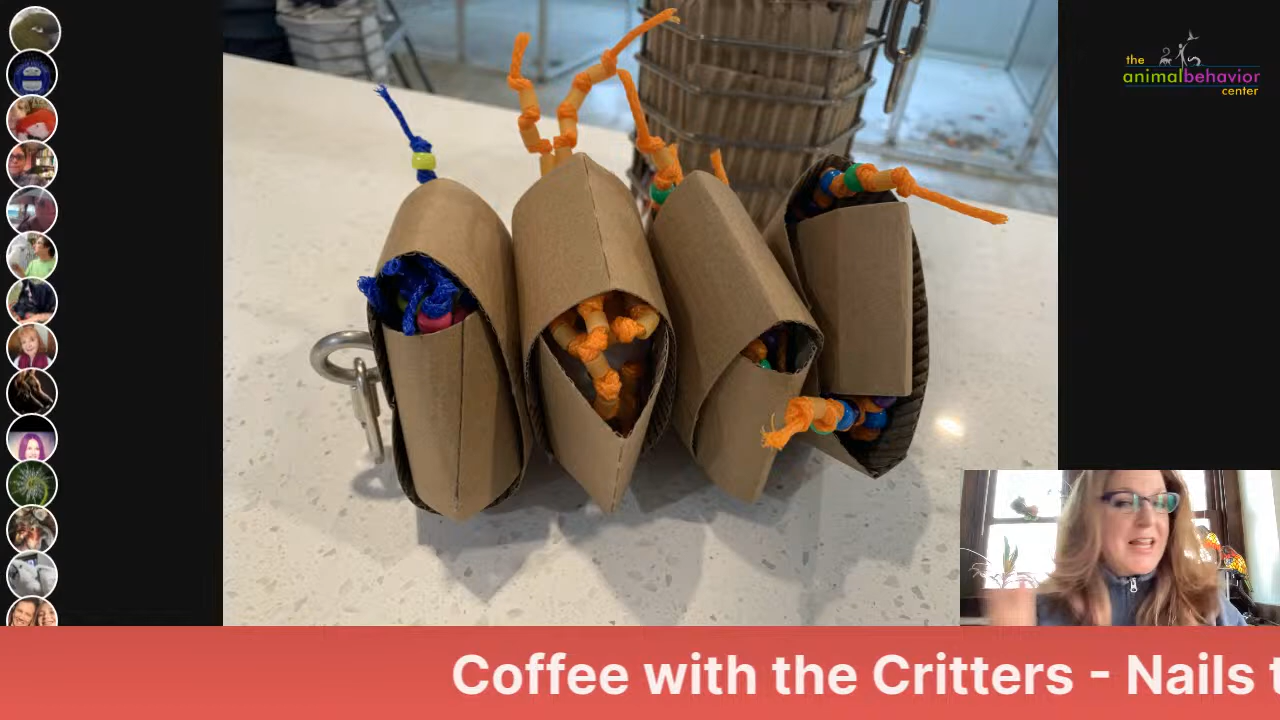 the
animalbehavior
center
Coffee with the Critters - Nails t